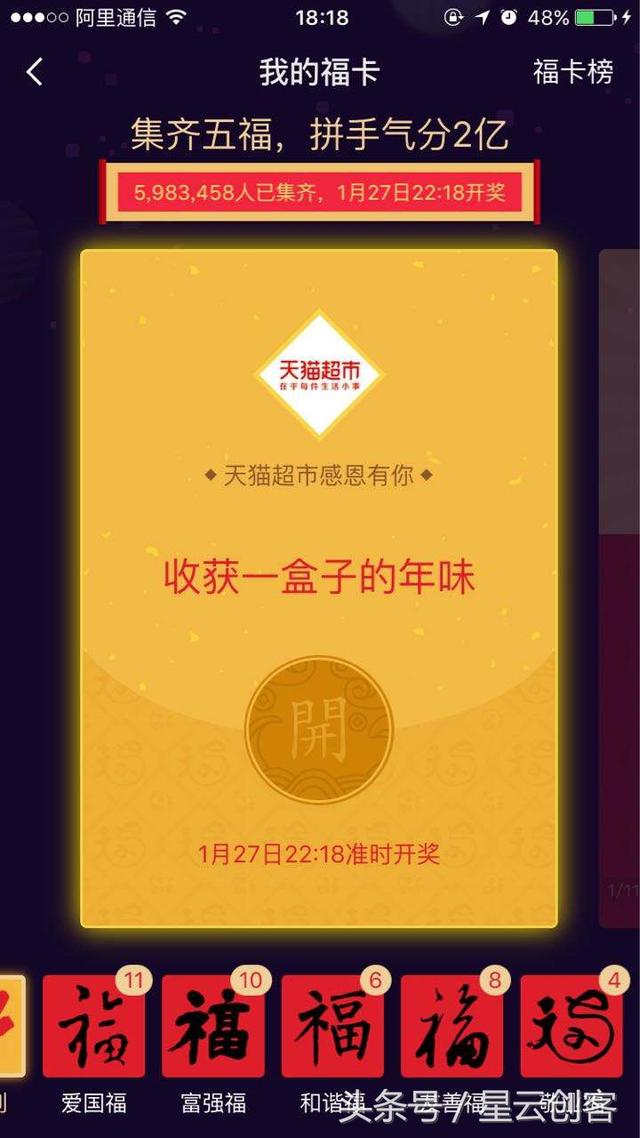 阿里通信
18:18
48%
我的福卡
福卡榜
集齐五福，拼手气分2亿
5,983,458人已集齐，1月27日22:18开奖
天猫超市
在乎每件生活小事
天猫超市感恩有你
收获一盒子的年味
開
1月27日22:18准时开奖
1/11
11
10
6
8
4
福
福
福
福
福
爱国福
富强福
和谐福
友善福
敬业福
头条号／星云创客